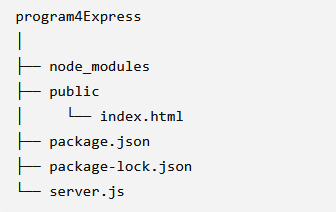 program4Express
│
├── node_modules
├── public
│     └── index.html
├── package.json
├── package-lock.json
└── server.js